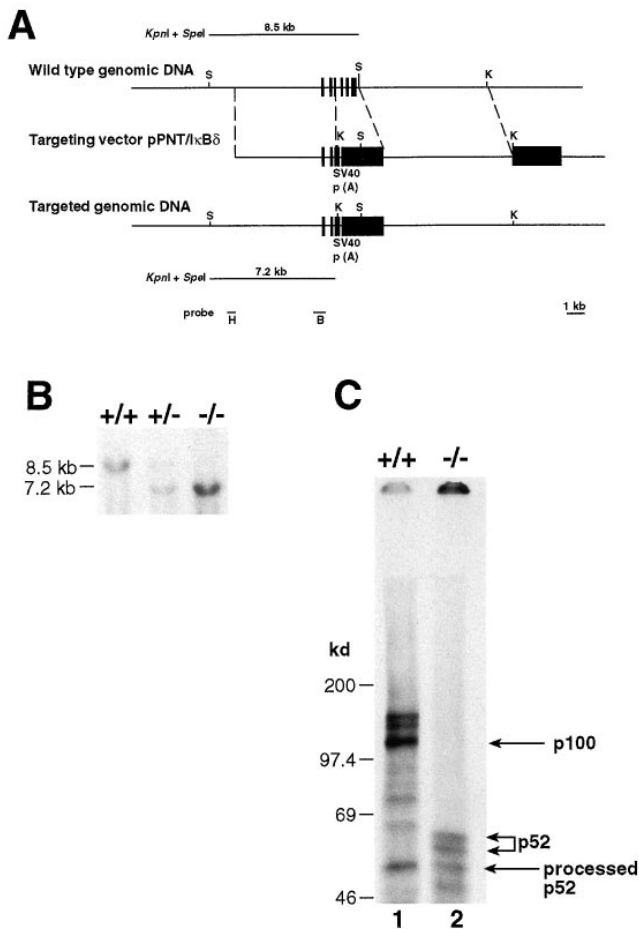 A
KpnI + SpeI 8.5 kb
Wild type genomic DNA S S K
Targeting vector pPNT/IκBδ K S K
SV40
p (A)
Targeted genomic DNA S K S K
SV40
p (A)
KpnI + SpeI 7.2 kb
probe H B 1 kb
B
+/+ +/- -/-
8.5 kb
7.2 kb
C
+/+ -/-
kd
200
p100
97.4
69
p52
processed
p52
46
1 2